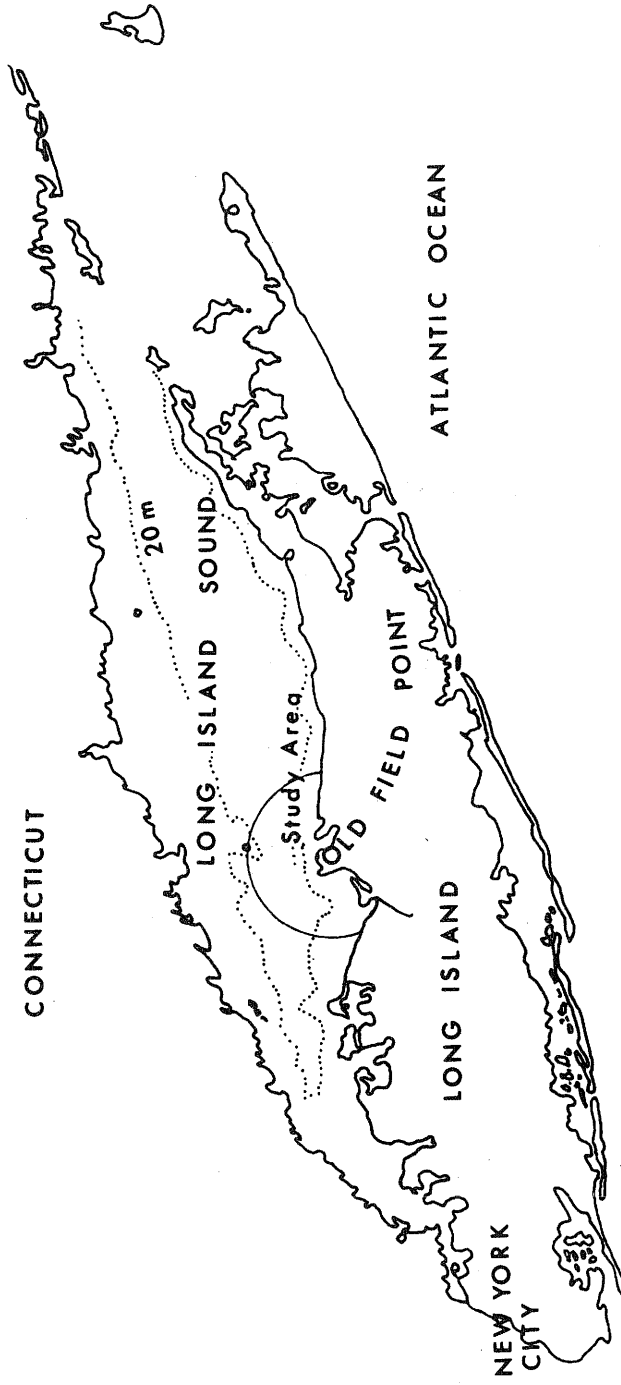 CONNECTICUT
20 m
LONG ISLAND SOUND
Study Area
OLD FIELD POINT
LONG ISLAND
ATLANTIC OCEAN
NEW YORK
CITY